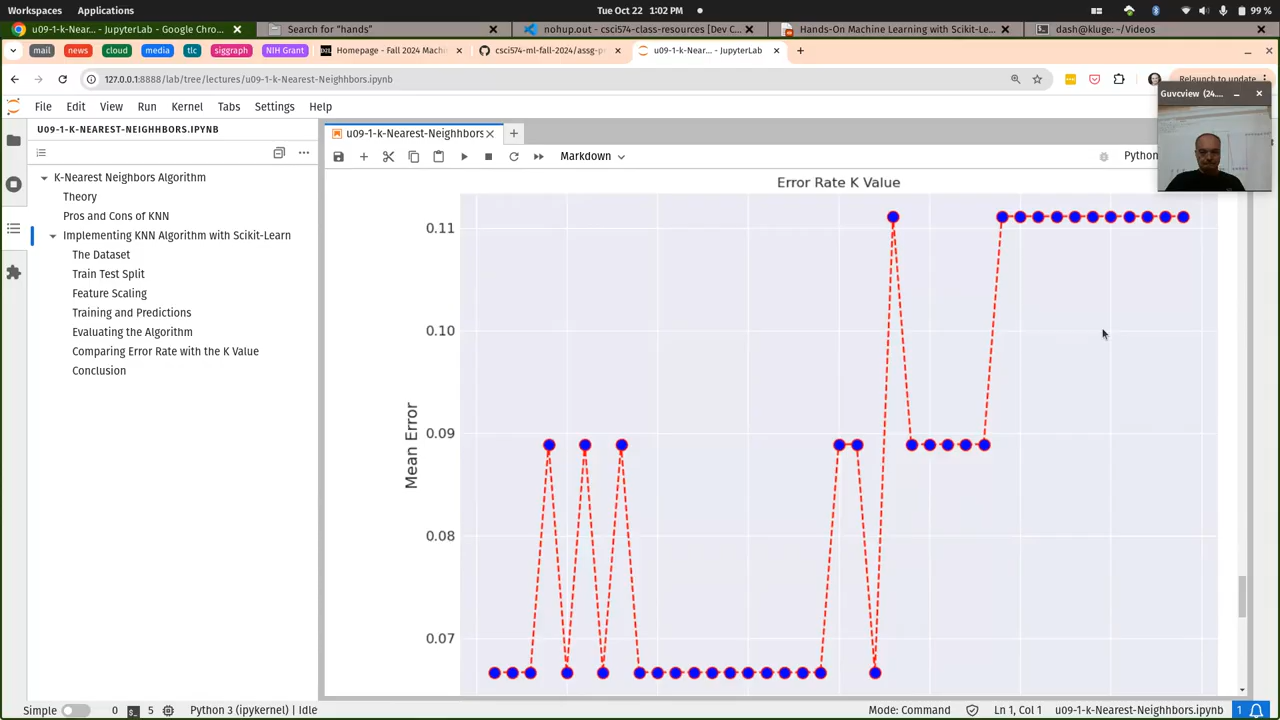 Workspaces Applications Tue Oct 22 1:02 PM 99 %
u09-1-k-Near... - JupyterLab - Google Chro... Search for "hands" nohup.out - csci574-class-resources [Dev C... Hands-On Machine Learning with Scikit-Le... dash@kluge: ~/Videos
mail news cloud media tlc siggraph NIH Grant Homepage - Fall 2024 Mach csci574-ml-fall-2024/assg-p u09-1-k-Near... - JupyterLab
127.0.0.1:8888/lab/tree/lectures/u09-1-k-Nearest-Neighhbors.ipynb Relaunch to update
Guvcview (24....
File Edit View Run Kernel Tabs Settings Help
U09-1-K-NEAREST-NEIGHHBORS.IPYNB
u09-1-k-Nearest-Neighhbors
Markdown Python
K-Nearest Neighbors Algorithm
Theory
Pros and Cons of KNN
Implementing KNN Algorithm with Scikit-Learn
The Dataset
Train Test Split
Feature Scaling
Training and Predictions
Evaluating the Algorithm
Comparing Error Rate with the K Value
Conclusion
Error Rate K Value
0.11
0.10
0.09
0.08
0.07
Mean Error
Simple 0 5 Python 3 (ipykernel) | Idle Mode: Command Ln 1, Col 1 u09-1-k-Nearest-Neighhbors.ipynb 1